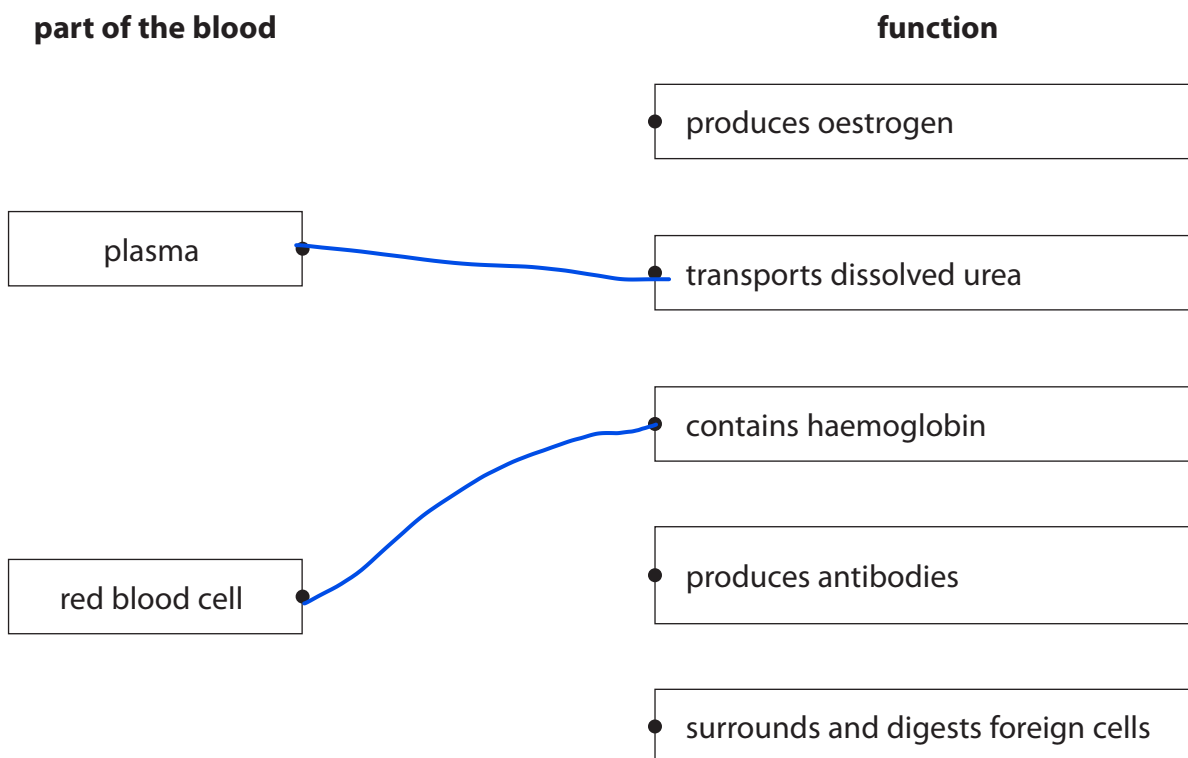 part of the blood
function
produces oestrogen
plasma
transports dissolved urea
contains haemoglobin
red blood cell
produces antibodies
surrounds and digests foreign cells